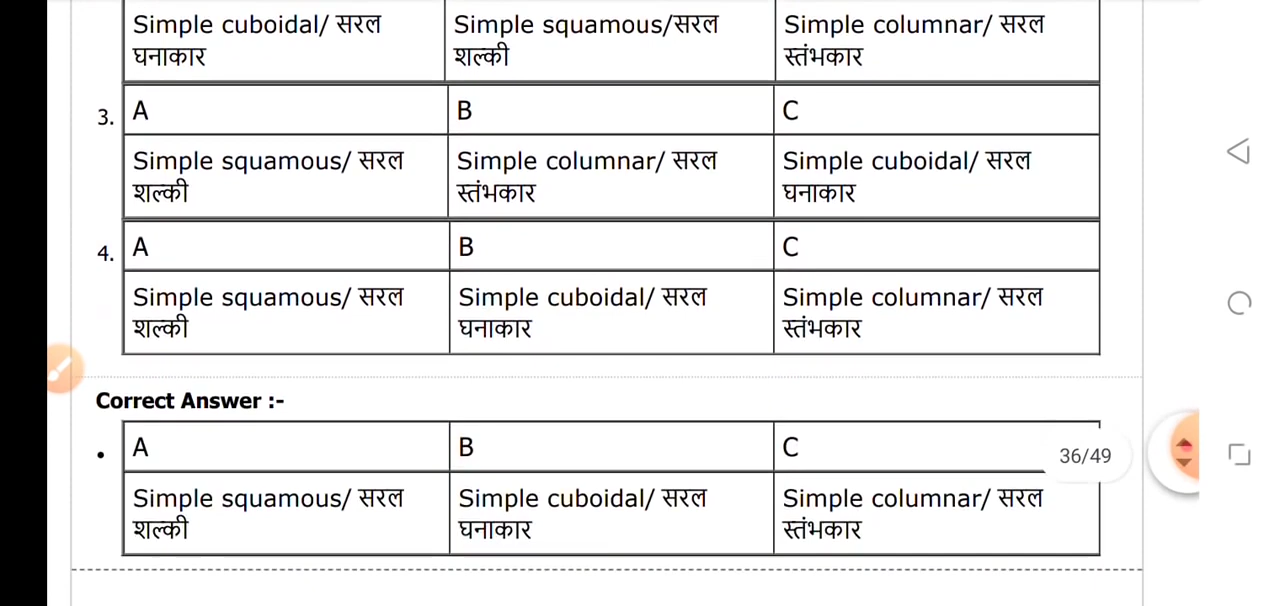 Simple cuboidal/ सरल Simple squamous/सरल Simple columnar/ सरल
घनाकार शल्की स्तंभकार
3. A B C
Simple squamous/ सरल Simple columnar/ सरल Simple cuboidal/ सरल
शल्की स्तंभकार घनाकार
4. A B C
Simple squamous/ सरल Simple cuboidal/ सरल Simple columnar/ सरल
शल्की घनाकार स्तंभकार
Correct Answer :-
• A B C
36/49
Simple squamous/ सरल Simple cuboidal/ सरल Simple columnar/ सरल
शल्की घनाकार स्तंभकार